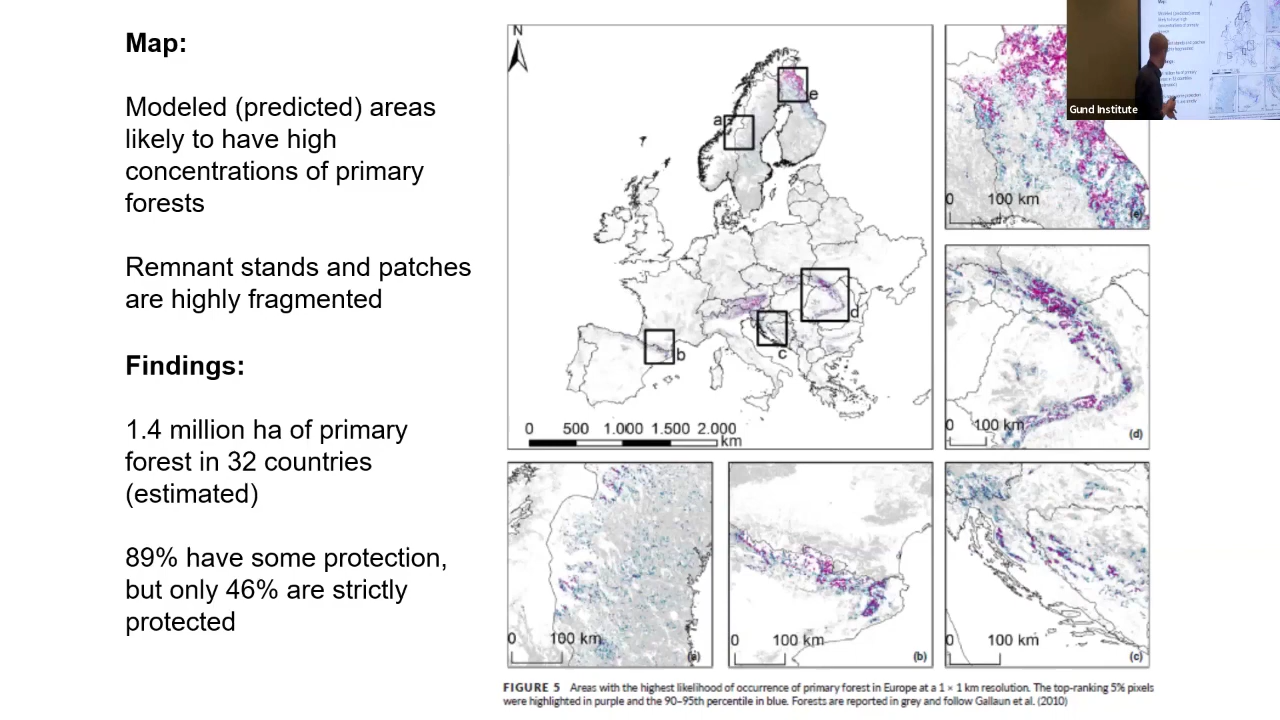 Map:
Modeled (predicted) areas
likely to have high
concentrations of primary
forests
Remnant stands and patches
are highly fragmented
Findings:
1.4 million ha of primary
forest in 32 countries
(estimated)
89% have some protection,
but only 46% are strictly
protected
N
a
e
b
c
d
0 500 1.000 1.500 2.000
km
Gund Institute
0 100 km
(e)
0 100 km
(d)
0 100 km
(a)
0 100 km
(b)
0 100 km
(c)
FIGURE 5 Areas with the highest likelihood of occurrence of primary forest in Europe at a 1 × 1 km resolution. The top-ranking 5% pixels
were highlighted in purple and the 90–95th percentile in blue. Forests are reported in grey and follow Gallaun et al. (2010)